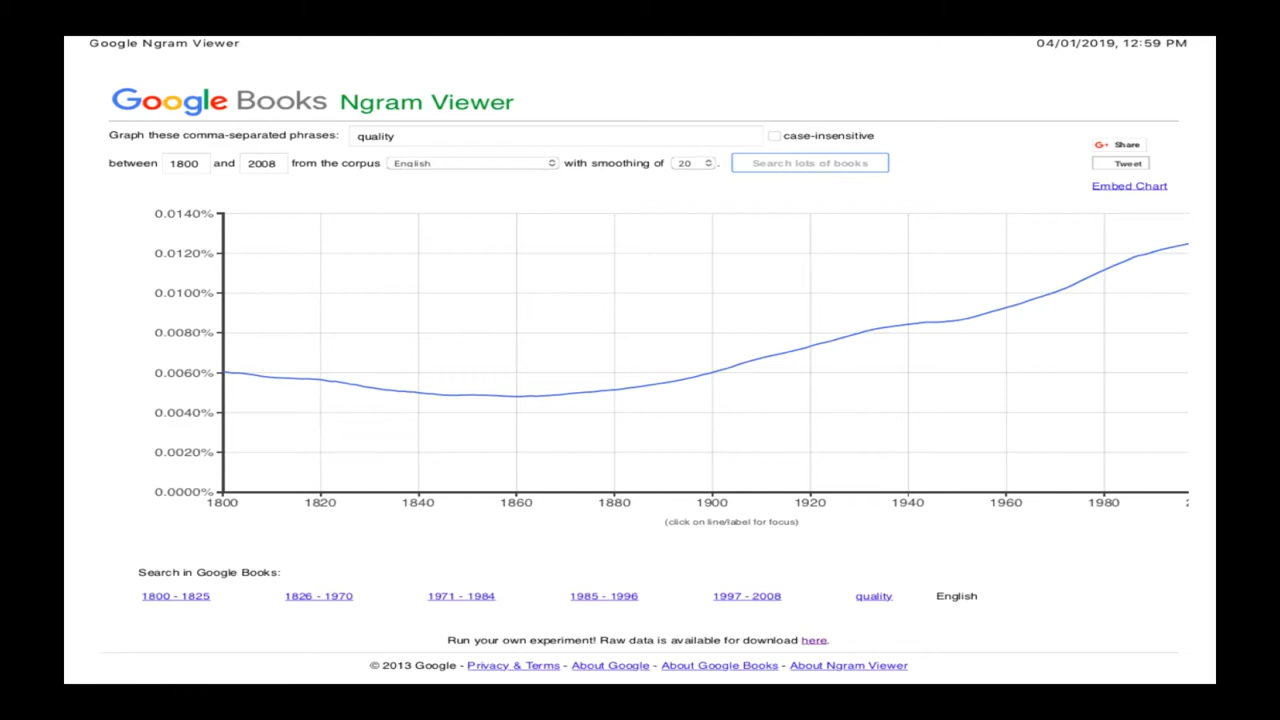 Google Ngram Viewer 04/01/2019, 12:59 PM
Google Books Ngram Viewer
Graph these comma-separated phrases: quality case-insensitive
between 1800 and 2008 from the corpus English with smoothing of 20 . Search lots of books
G+ Share
Tweet
Embed Chart
0.0140%
0.0120%
0.0100%
0.0080%
0.0060%
0.0040%
0.0020%
0.0000%
1800 1820 1840 1860 1880 1900 1920 1940 1960 1980
(click on line/label for focus)
Search in Google Books:
1800 - 1825 1826 - 1970 1971 - 1984 1985 - 1996 1997 - 2008 quality English
Run your own experiment! Raw data is available for download here.
© 2013 Google - Privacy & Terms - About Google - About Google Books - About Ngram Viewer